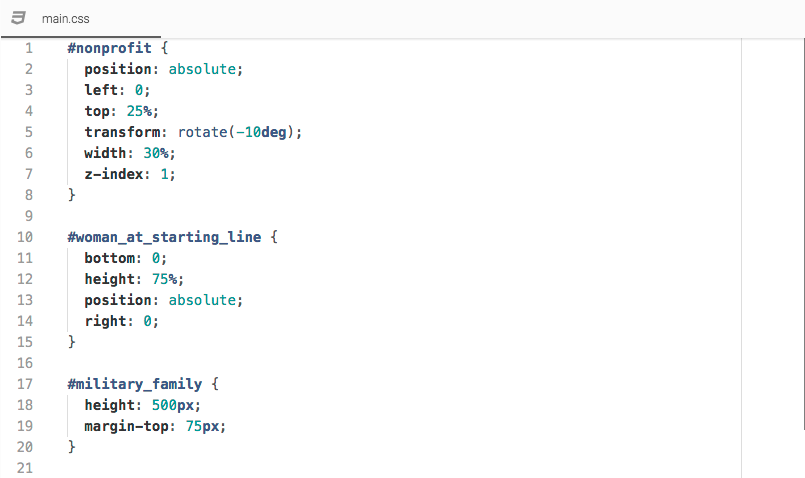 main.css
1 #nonprofit {
2 position: absolute;
3 left: 0;
4 top: 25%;
5 transform: rotate(-10deg);
6 width: 30%;
7 z-index: 1;
8 }
9
10 #woman_at_starting_line {
11 bottom: 0;
12 height: 75%;
13 position: absolute;
14 right: 0;
15 }
16
17 #military_family {
18 height: 500px;
19 margin-top: 75px;
20 }
21